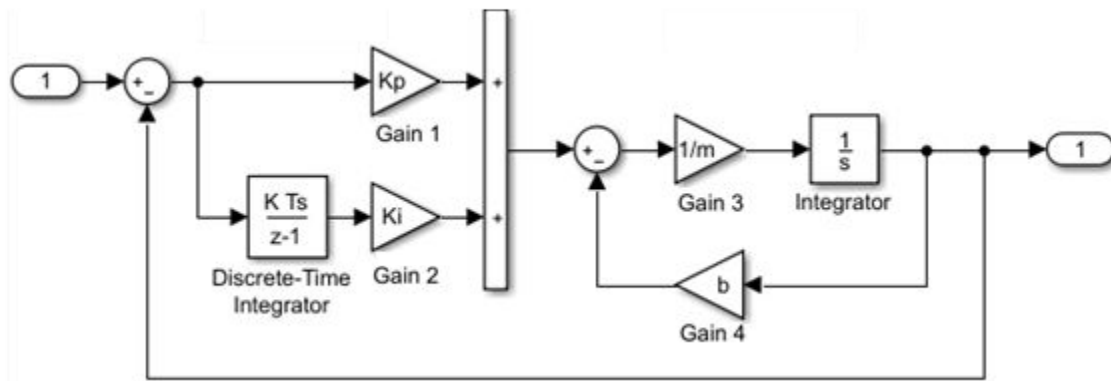 1
+
-
Kp
Gain 1
K Ts
z-1
Discrete-Time
Integrator
Ki
Gain 2
+
+
+
-
1/m
Gain 3
1
s
Integrator
b
Gain 4
1